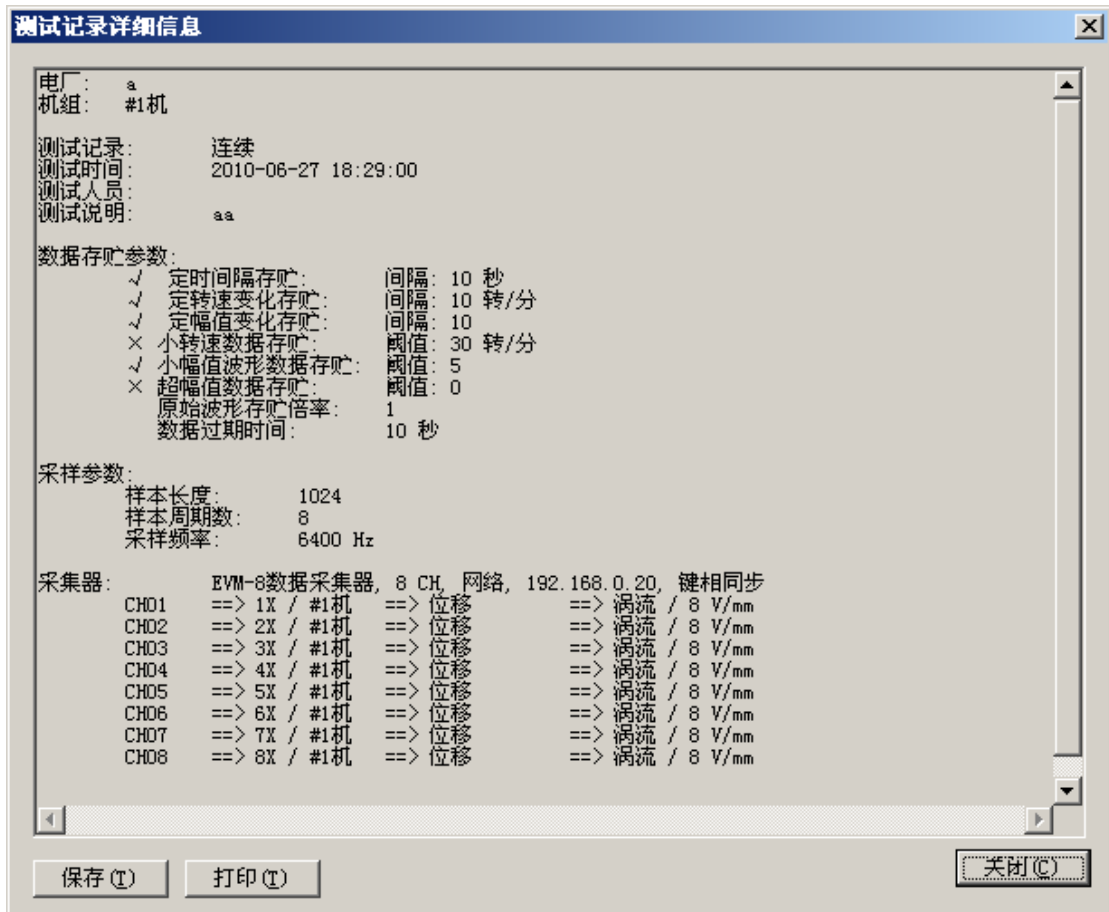 测试记录详细信息
电厂: a
机组: #1机
测试记录: 连续
测试时间: 2010-06-27 18:29:00
测试人员:
测试说明: aa
数据存贮参数:
√ 定时间隔存贮: 间隔: 10 秒
√ 定转速变化存贮: 间隔: 10 转/分
√ 定幅值变化存贮: 间隔: 10
× 小转速数据存贮: 阈值: 30 转/分
√ 小幅值波形数据存贮: 阈值: 5
× 超幅值数据存贮: 阈值: 0
原始波形存贮倍率: 1
数据过期时间: 10 秒
采样参数:
样本长度: 1024
样本周期数: 8
采样频率: 6400 Hz
采集器: EVM-8数据采集器, 8 CH, 网络, 192.168.0.20, 键相同步
CH01 ==> 1X / #1机 ==> 位移 ==> 涡流 / 8 V/mm
CH02 ==> 2X / #1机 ==> 位移 ==> 涡流 / 8 V/mm
CH03 ==> 3X / #1机 ==> 位移 ==> 涡流 / 8 V/mm
CH04 ==> 4X / #1机 ==> 位移 ==> 涡流 / 8 V/mm
CH05 ==> 5X / #1机 ==> 位移 ==> 涡流 / 8 V/mm
CH06 ==> 6X / #1机 ==> 位移 ==> 涡流 / 8 V/mm
CH07 ==> 7X / #1机 ==> 位移 ==> 涡流 / 8 V/mm
CH08 ==> 8X / #1机 ==> 位移 ==> 涡流 / 8 V/mm
保存(T) 打印(T) 关闭(C)